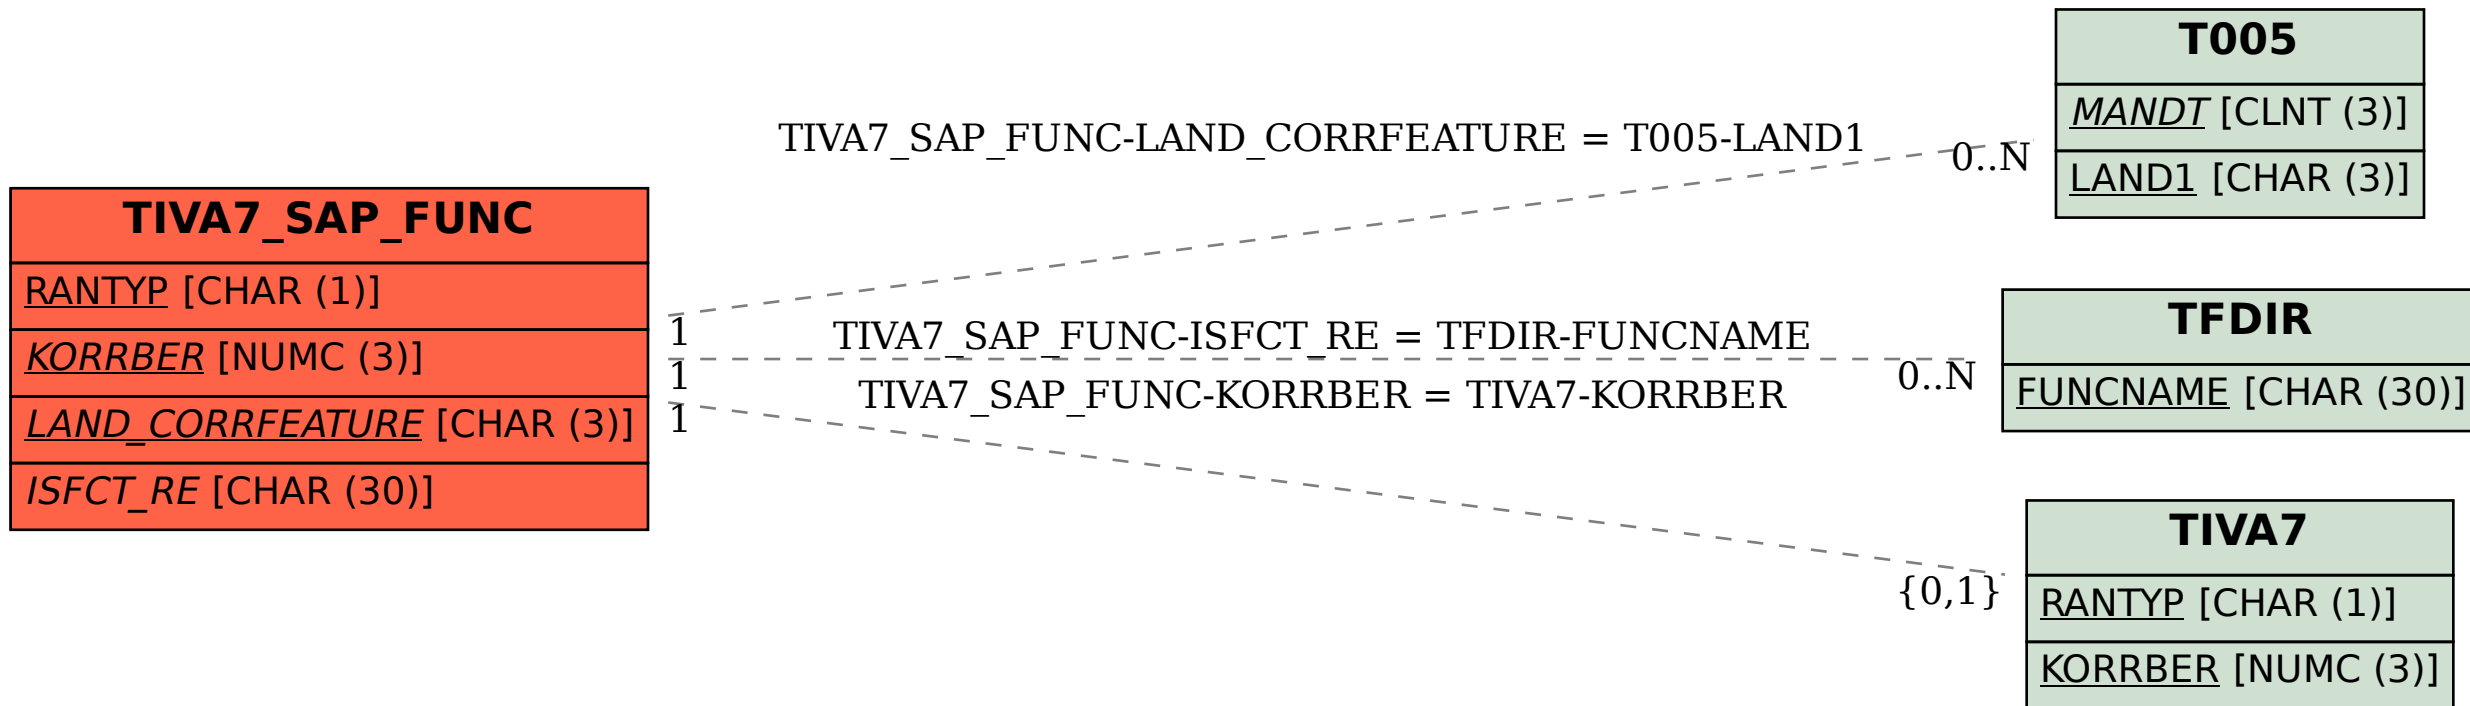 T005
MANDT [CLNT (3)]
LAND1 [CHAR (3)]
TIVA7_SAP_FUNC-LAND_CORRFEATURE = T005-LAND1
0..N
TIVA7_SAP_FUNC
RANTYP [CHAR (1)]
KORRBER [NUMC (3)]
LAND_CORRFEATURE [CHAR (3)]
ISFCT_RE [CHAR (30)]
1
TIVA7_SAP_FUNC-ISFCT_RE = TFDIR-FUNCNAME
1
0..N
TIVA7_SAP_FUNC-KORRBER = TIVA7-KORRBER
1
{0,1}
TFDIR
FUNCNAME [CHAR (30)]
TIVA7
RANTYP [CHAR (1)]
KORRBER [NUMC (3)]